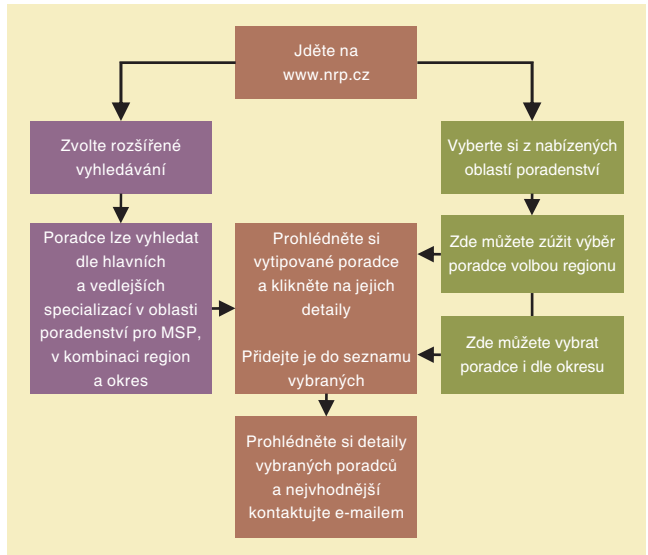 Jděte na
www.nrp.cz
Zvolte rozšířené
vyhledávání
Vyberte si z nabízených
oblastí poradenství
Poradce lze vyhledat
dle hlavních
a vedlejších
specializací v oblasti
poradenství pro MSP,
v kombinaci region
a okres
Prohlédněte si
vytipované poradce
a klikněte na jejich
detaily
Přidejte je do seznamu
vybraných
Zde můžete zúžit výběr
poradce volbou regionu
Zde můžete vybrat
poradce i dle okresu
Prohlédněte si detaily
vybraných poradců
a nejvhodnější
kontaktujte e-mailem